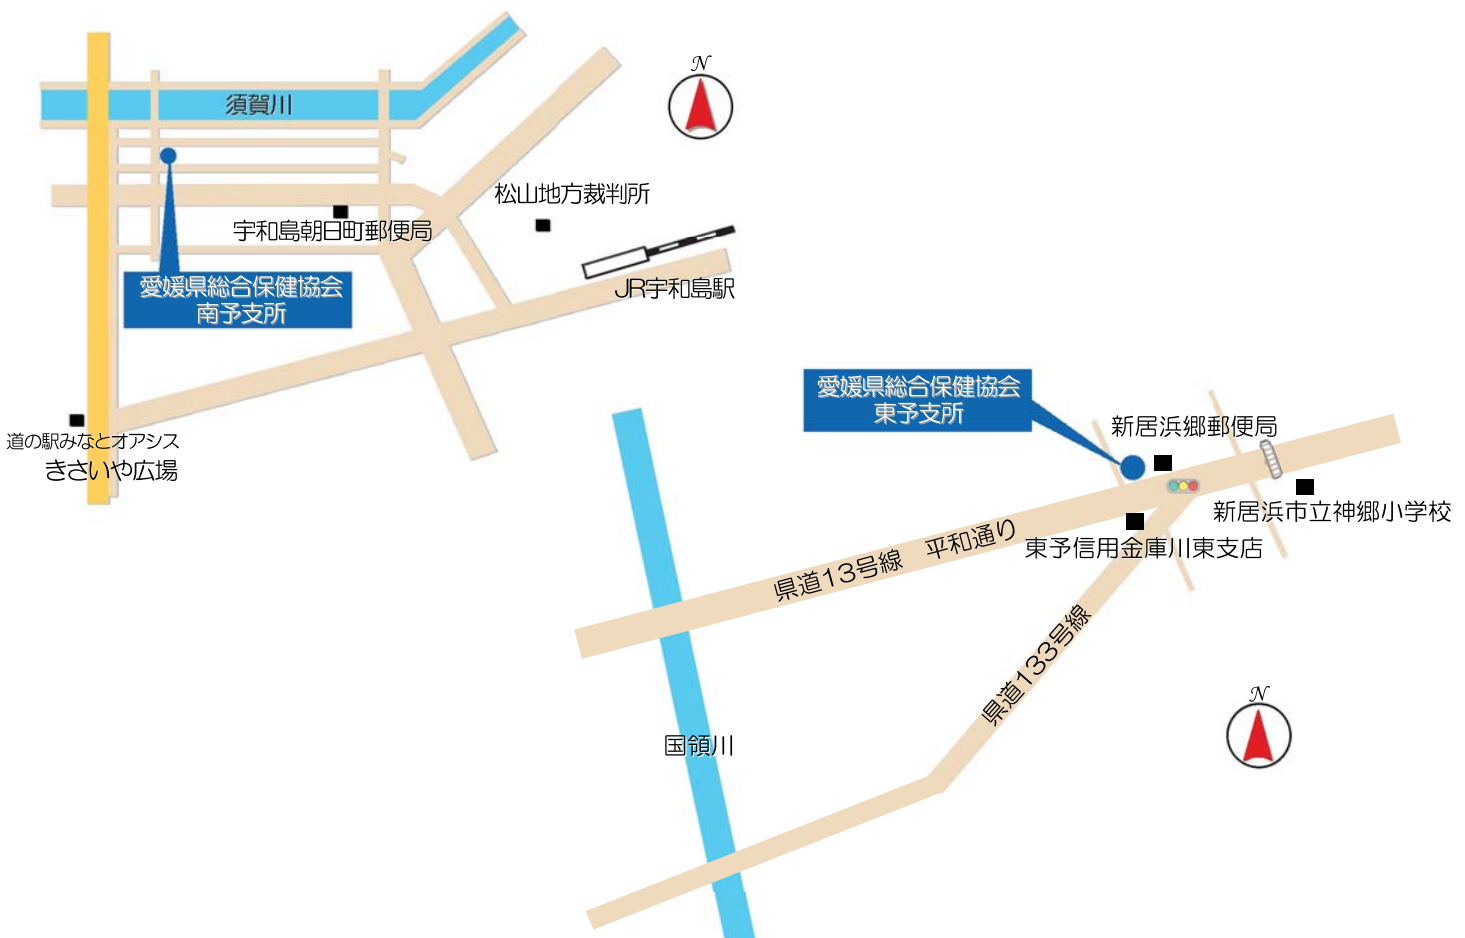 N
須賀川
松山地方裁判所
宇和島朝日町郵便局
JR宇和島駅
愛媛県総合保健協会
南予支所
道の駅みなとオアシス
きさいや広場
愛媛県総合保健協会
東予支所
新居浜郷郵便局
新居浜市立神郷小学校
東予信用金庫川東支店
県道13号線　平和通り
県道133号線
国領川
N